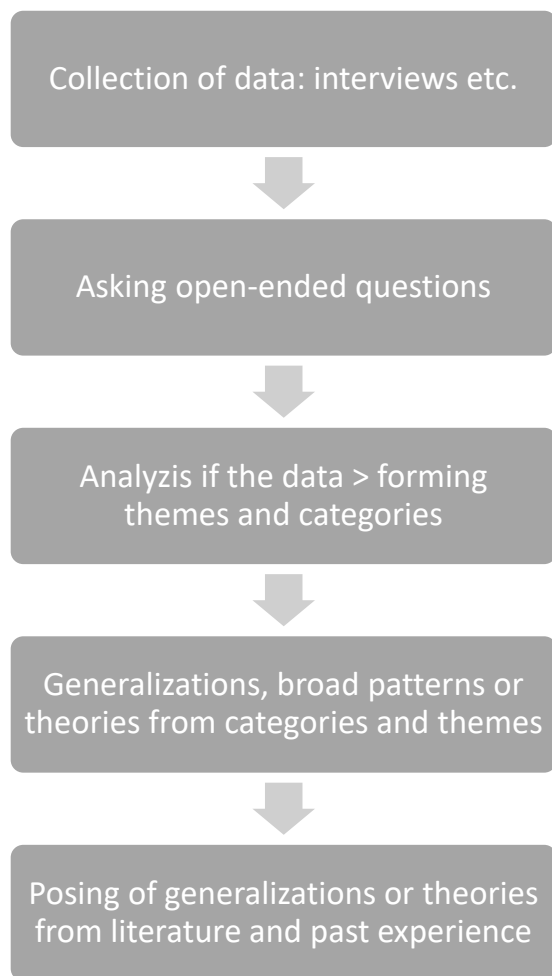 Collection of data: interviews etc.
Asking open-ended questions
Analyzis if the data > forming
themes and categories
Generalizations, broad patterns or
theories from categories and themes
Posing of generalizations or theories
from literature and past experience